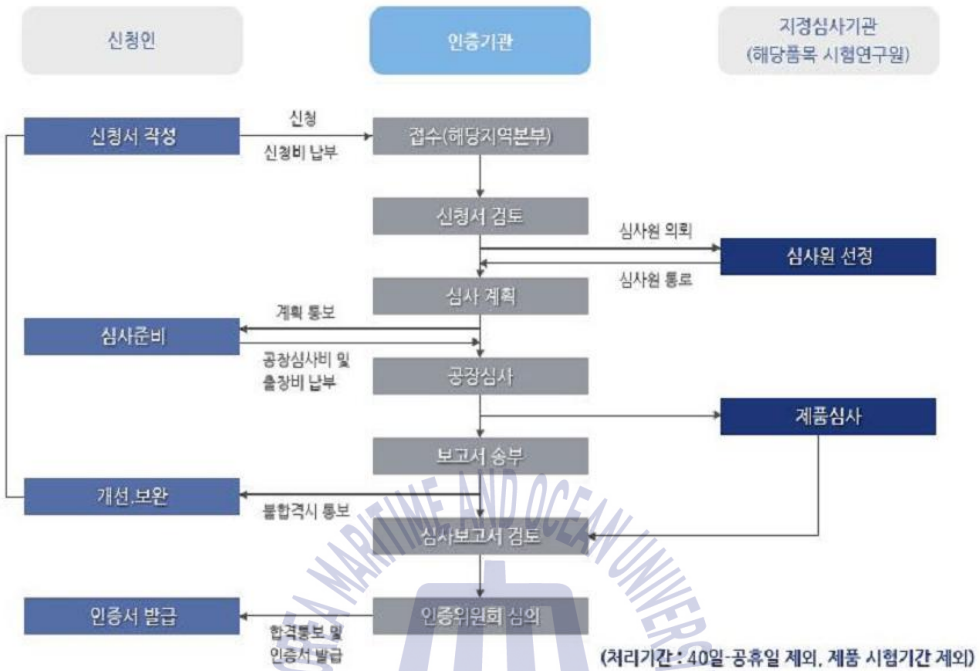 신청인
인증기관
지정심사기관
(해당품목 시험연구원)
신청서 작성
신청
신청비 납부
접수(해당지역본부)
신청서 검토
심사원 의뢰
심사원 통로
심사원 선정
심사 계획
심사준비
계획 통보
공장심사비 및
출장비 납부
공장심사
제품심사
보고서 송부
개선,보완
불합격시 통보
심사보고서 검토
인증서 발급
합격통보 및
인증서 발급
인증위원회 심의
(처리기간 : 40일-공휴일 제외, 제품 시험기간 제외)
KOREA MARITIME AND OCEAN UNIVERS